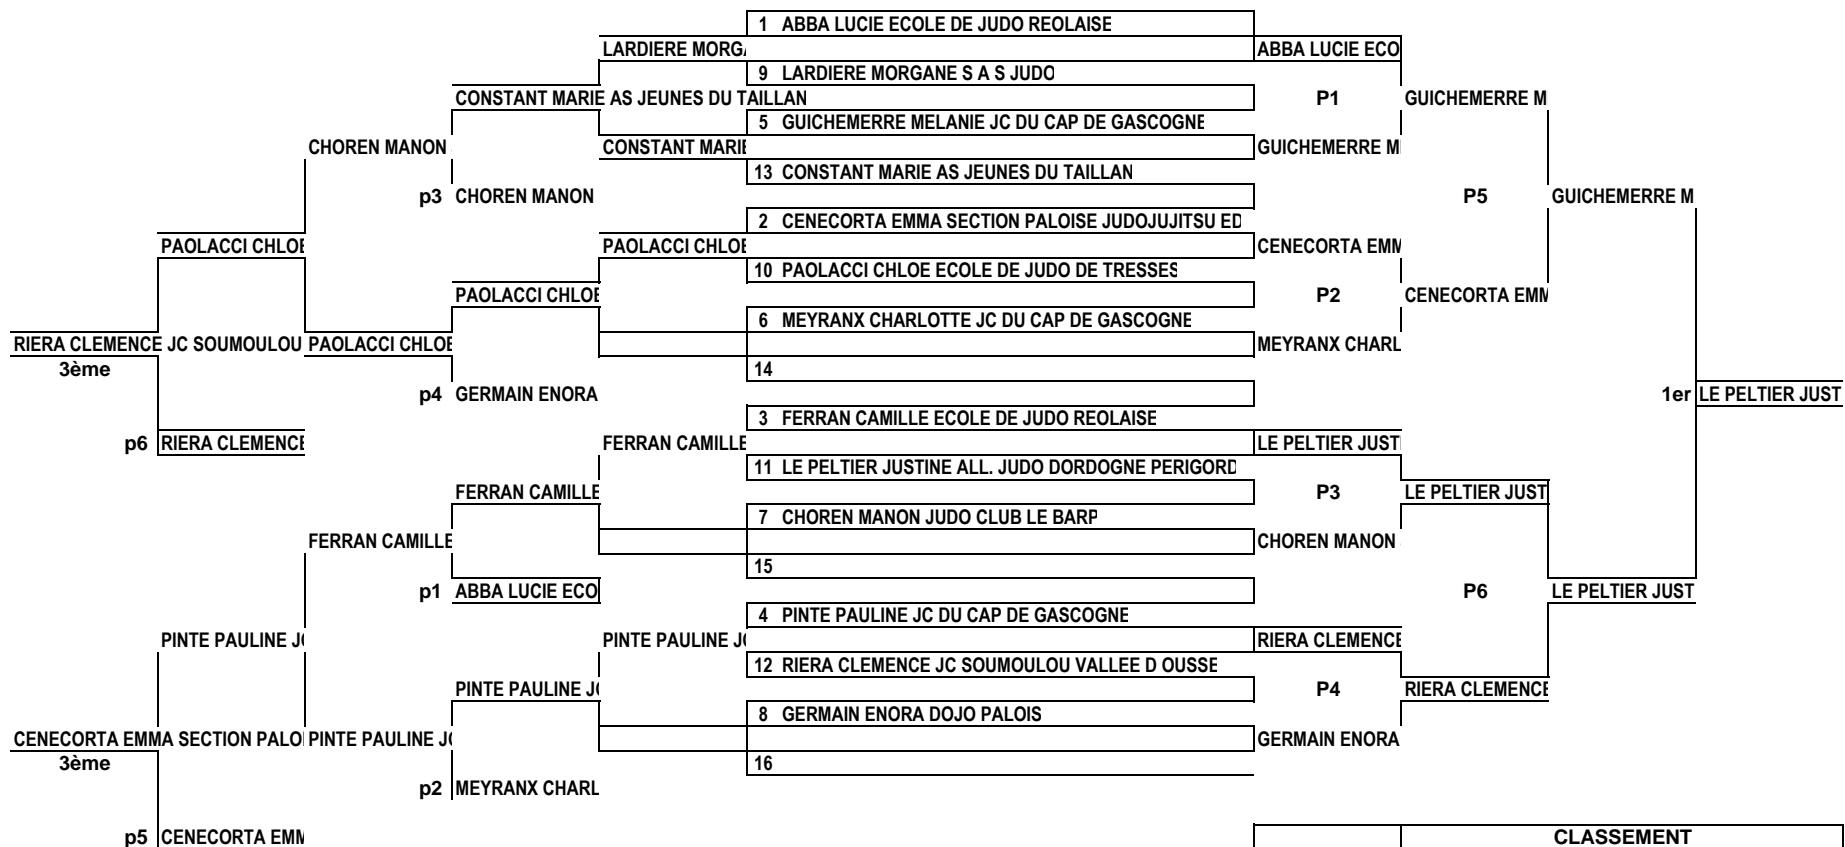 1 ABBA LUCIE ECOLE DE JUDO REOLAISE
LARDIERE MORGA ABBA LUCIE ECO
9 LARDIERE MORGANE S A S JUDO
CONSTANT MARIE AS JEUNES DU TAILLAN P1 GUICHEMERRE M
5 GUICHEMERRE MELANIE JC DU CAP DE GASCOGNE
CHOREN MANON CONSTANT MARIE GUICHEMERRE MI
13 CONSTANT MARIE AS JEUNES DU TAILLAN
p3 CHOREN MANON P5 GUICHEMERRE M
2 CENECORTA EMMA SECTION PALOISE JUDOJUJITSU ED
PAOLACCI CHLOE PAOLACCI CHLOE CENECORTA EMM
10 PAOLACCI CHLOE ECOLE DE JUDO DE TRESSES
PAOLACCI CHLOE P2 CENECORTA EMM
6 MEYRANX CHARLOTTE JC DU CAP DE GASCOGNE
RIERA CLEMENCE JC SOUMOULOU PAOLACCI CHLOE MEYRANX CHARL
3ème 14
p4 GERMAIN ENORA 1er LE PELTIER JUST
3 FERRAN CAMILLE ECOLE DE JUDO REOLAISE
p6 RIERA CLEMENCE FERRAN CAMILLE LE PELTIER JUSTI
11 LE PELTIER JUSTINE ALL. JUDO DORDOGNE PERIGORD
FERRAN CAMILLE P3 LE PELTIER JUST
7 CHOREN MANON JUDO CLUB LE BARP
FERRAN CAMILLE CHOREN MANON
15
p1 ABBA LUCIE ECO P6 LE PELTIER JUST
4 PINTE PAULINE JC DU CAP DE GASCOGNE
PINTE PAULINE JC PINTE PAULINE JC RIERA CLEMENCE
12 RIERA CLEMENCE JC SOUMOULOU VALLEE D OUSSE
PINTE PAULINE JC P4 RIERA CLEMENCE
8 GERMAIN ENORA DOJO PALOIS
CENECORTA EMMA SECTION PALOI PINTE PAULINE JC GERMAIN ENORA
3ème 16
p2 MEYRANX CHARL
p5 CENECORTA EMM CLASSEMENT